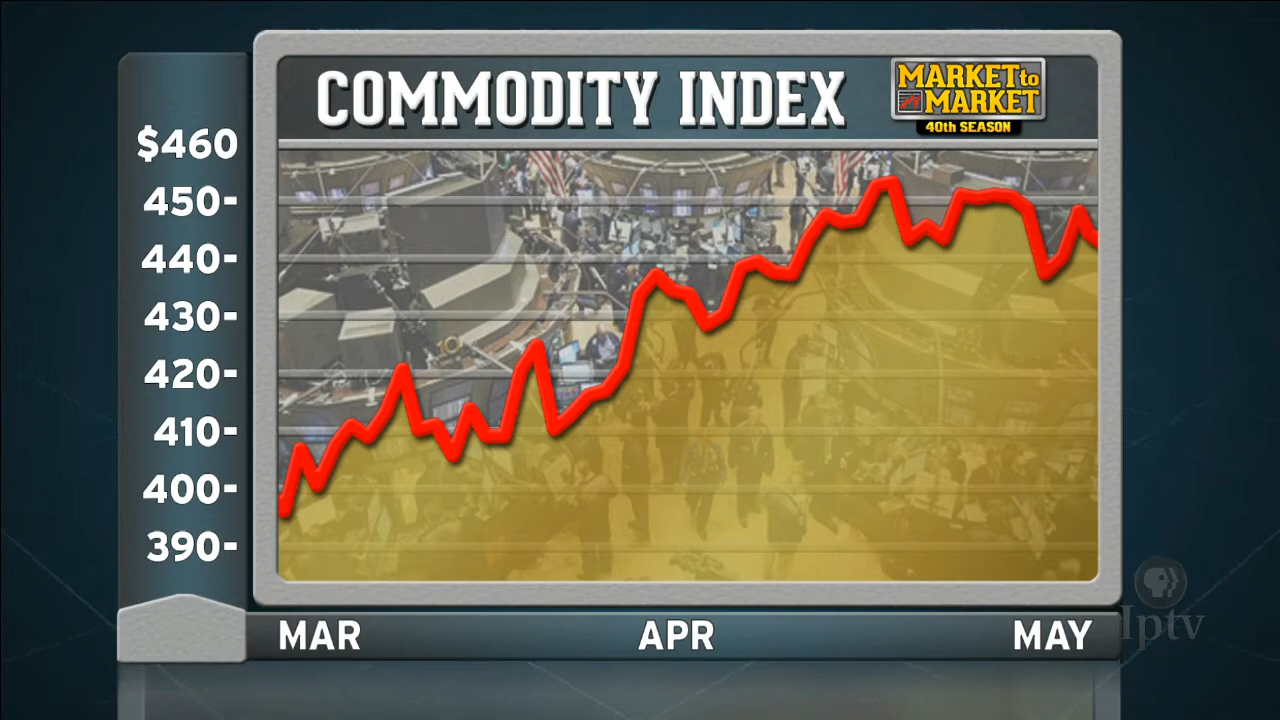 COMMODITY INDEX
MARKET to
MARKET
40th SEASON
$460
450-
440-
430-
420-
410-
400-
390-
MAR APR MAY
Iptv